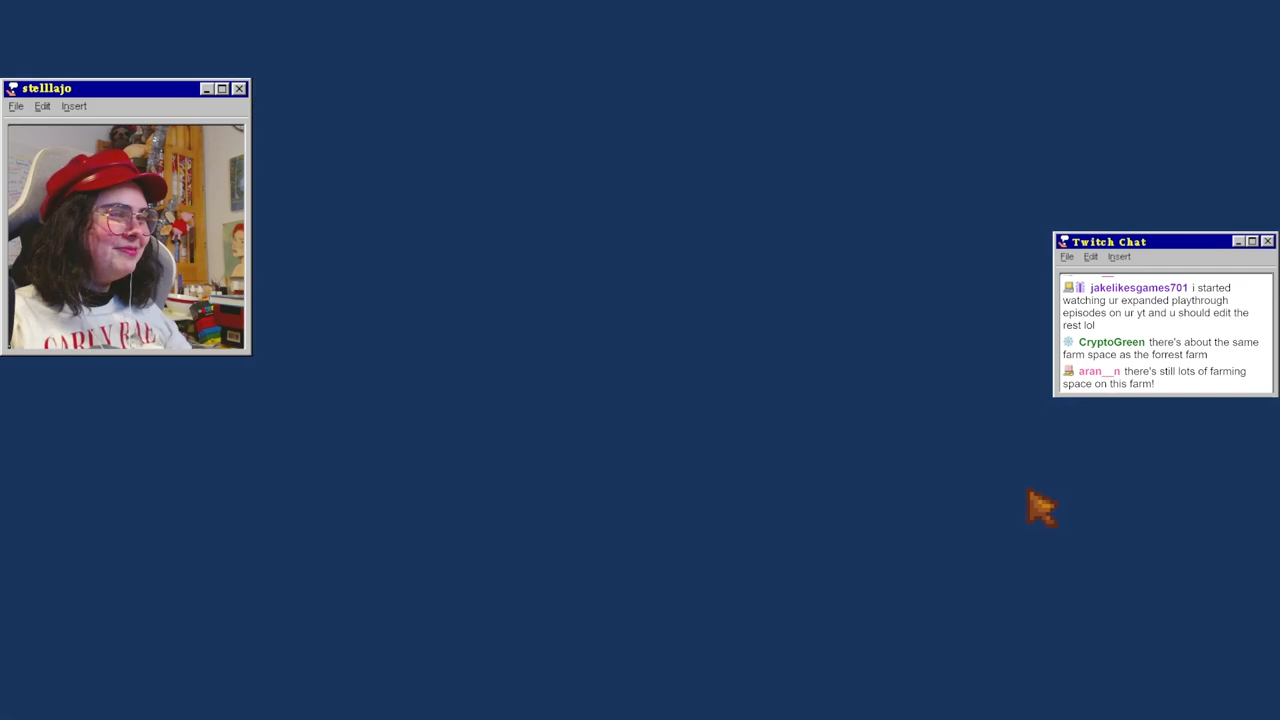 stelllajo
File Edit Insert
CARLY RAE
Twitch Chat
File Edit Insert
jakelikesgames701 i started
watching ur expanded playthrough
episodes on ur yt and u should edit the
rest lol
CryptoGreen there's about the same
farm space as the forrest farm
aran__n there's still lots of farming
space on this farm!